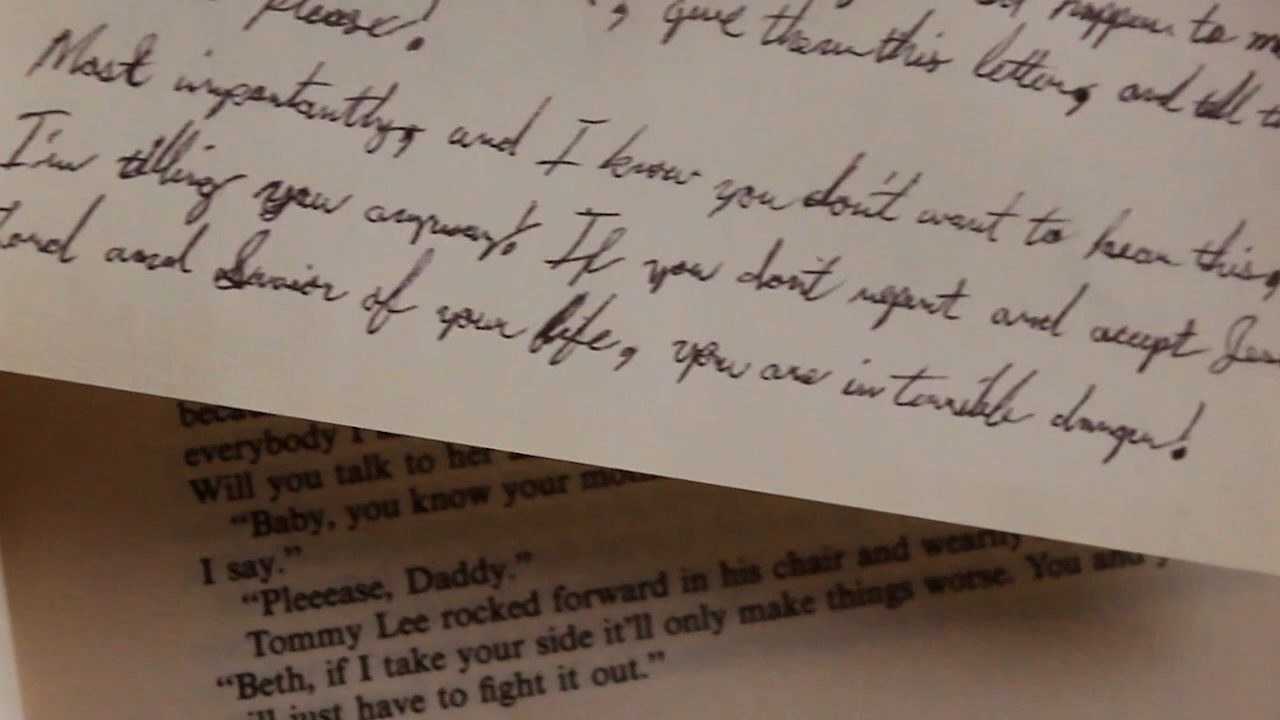 happen to me
please! , give them this letter, and tell
Most importantly, and I know you don't want to hear this,
I'm telling you anyway! If you don't repent and accept
Lord and Savior of your life, you are in terrible danger!
everybody I
Will you talk to her
“Baby, you know your
I say.”
“Pleeease, Daddy.”
Tommy Lee rocked forward in his chair and wearily
“Beth, if I take your side it'll only make things worse. You and
just have to fight it out.”